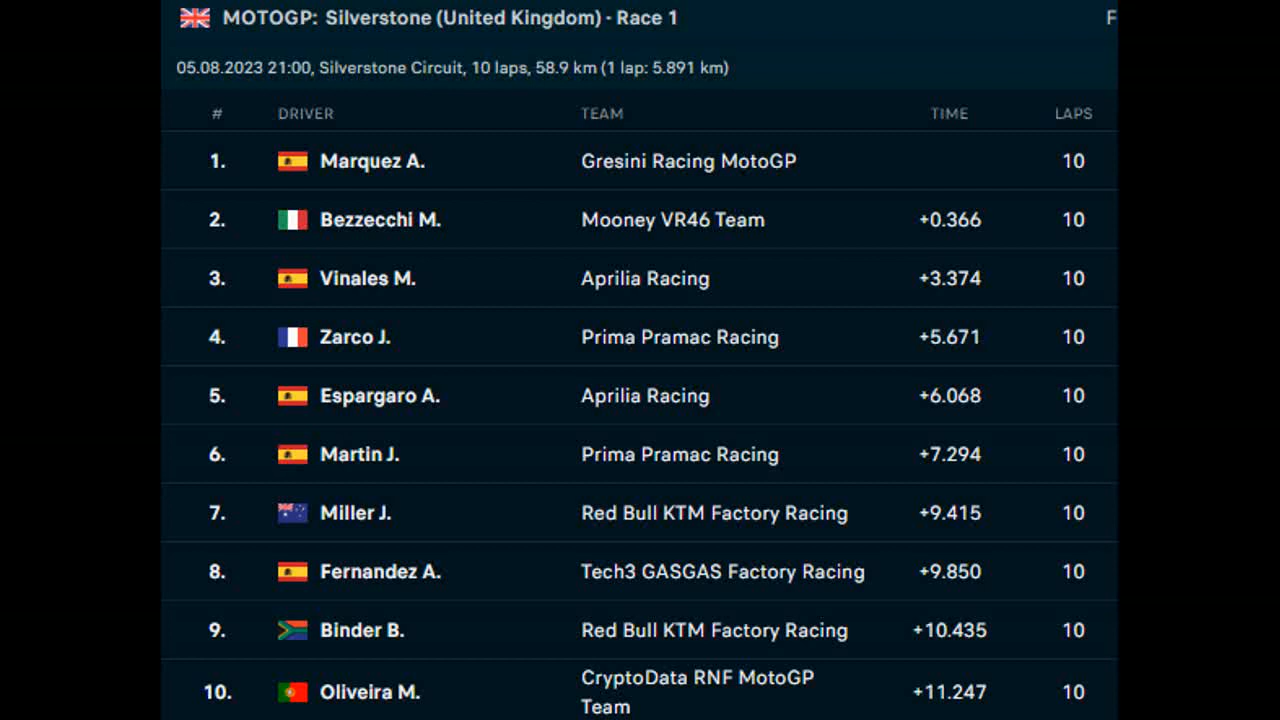 MOTOGP: Silverstone (United Kingdom) - Race 1 F
05.08.2023 21:00, Silverstone Circuit, 10 laps, 58.9 km (1 lap: 5.891 km)
# DRIVER TEAM TIME LAPS
1. Marquez A. Gresini Racing MotoGP 10
2. Bezzecchi M. Mooney VR46 Team +0.366 10
3. Vinales M. Aprilia Racing +3.374 10
4. Zarco J. Prima Pramac Racing +5.671 10
5. Espargaro A. Aprilia Racing +6.068 10
6. Martin J. Prima Pramac Racing +7.294 10
7. Miller J. Red Bull KTM Factory Racing +9.415 10
8. Fernandez A. Tech3 GASGAS Factory Racing +9.850 10
9. Binder B. Red Bull KTM Factory Racing +10.435 10
10. Oliveira M. CryptoData RNF MotoGP +11.247 10
Team